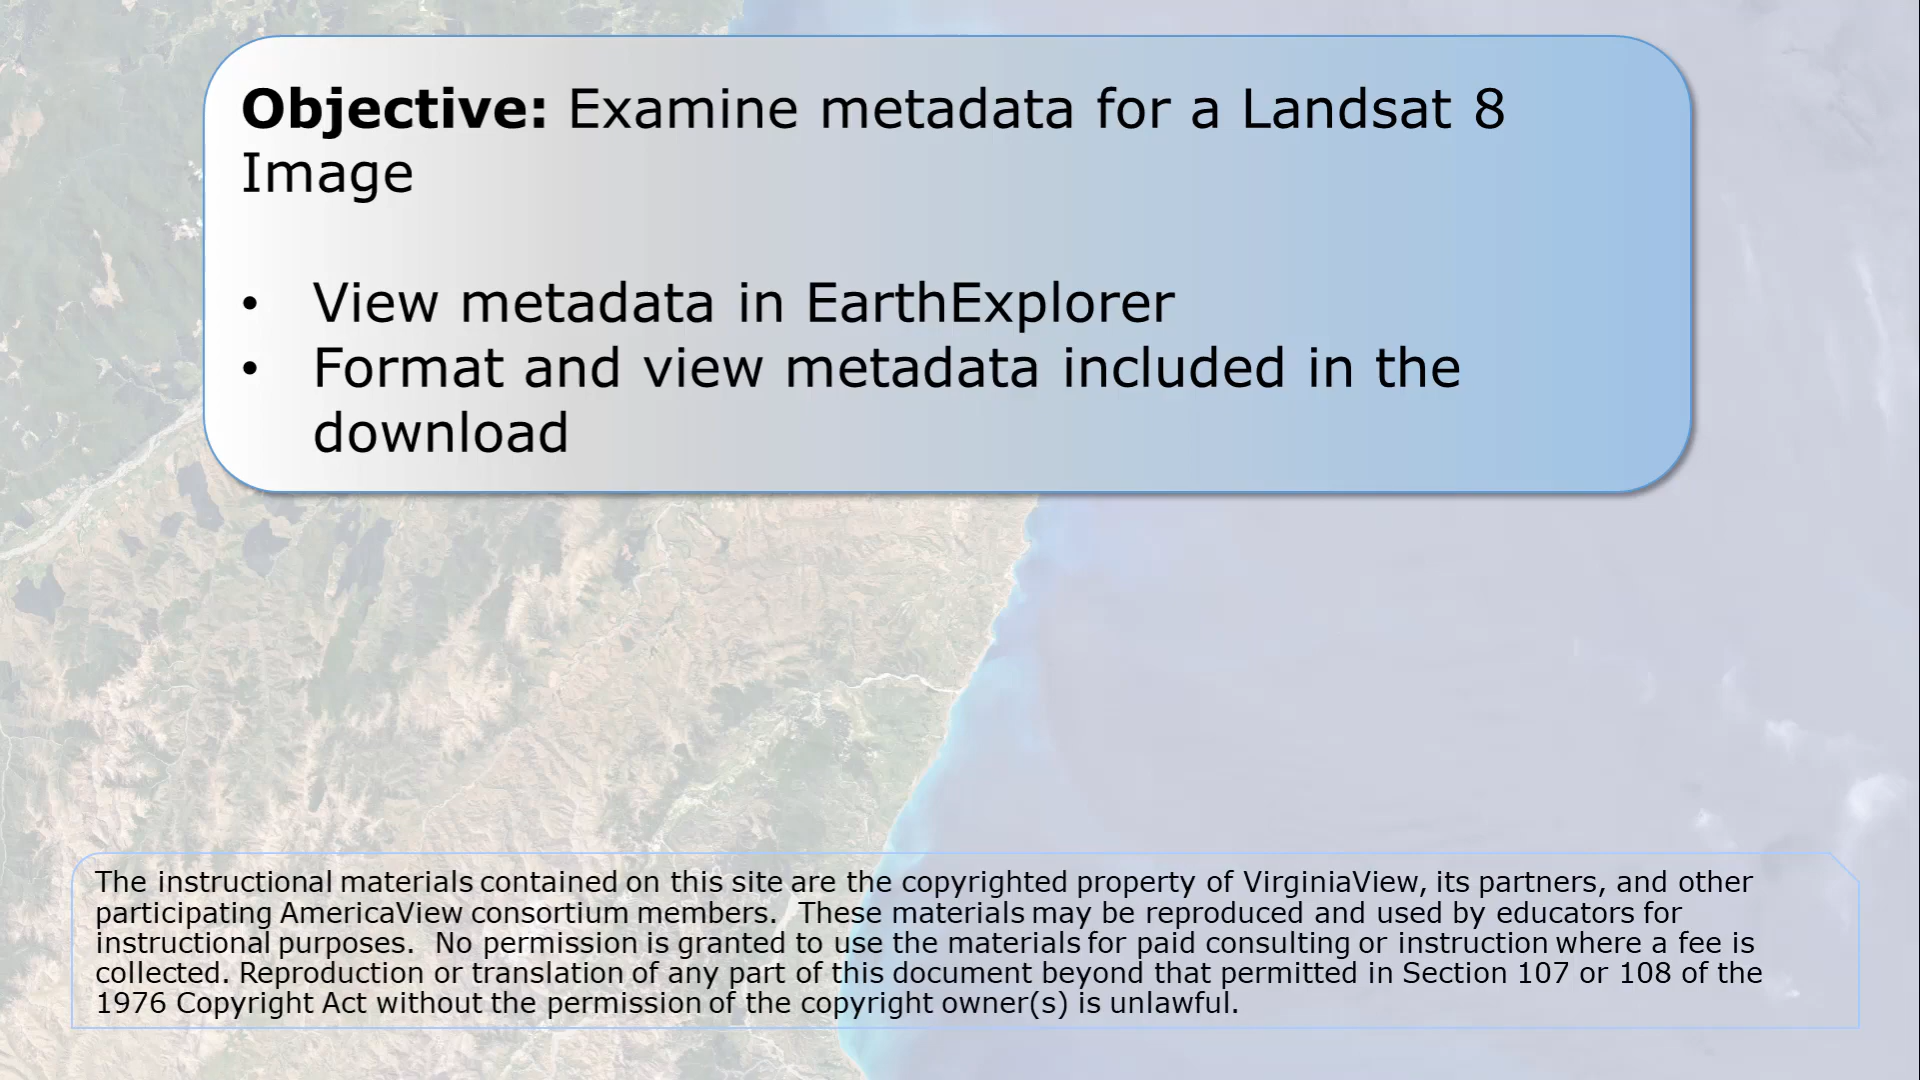 Objective: Examine metadata for a Landsat 8
Image
• View metadata in EarthExplorer
• Format and view metadata included in the
download
The instructional materials contained on this site are the copyrighted property of VirginiaView, its partners, and other
participating AmericaView consortium members.  These materials may be reproduced and used by educators for
instructional purposes.  No permission is granted to use the materials for paid consulting or instruction where a fee is
collected. Reproduction or translation of any part of this document beyond that permitted in Section 107 or 108 of the
1976 Copyright Act without the permission of the copyright owner(s) is unlawful.